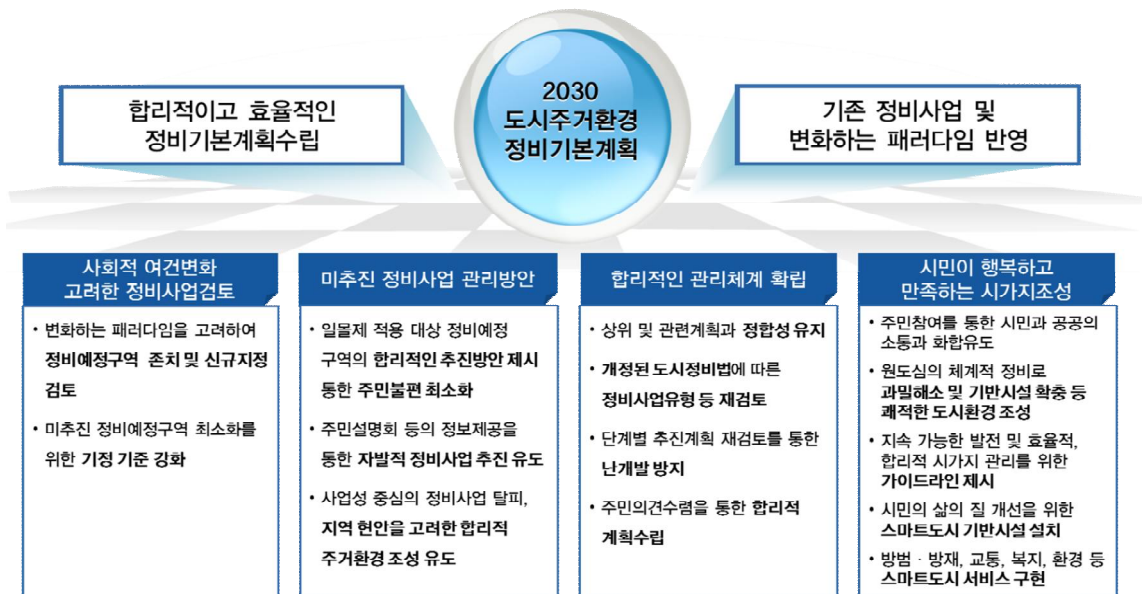 합리적이고 효율적인
정비기본계획수립
2030
도시주거환경
정비기본계획
기존 정비사업 및
변화하는 패러다임 반영
사회적 여건변화
고려한 정비사업검토
• 변화하는 패러다임을 고려하여
정비예정구역 존치 및 신규지정
검토
• 미추진 정비예정구역 최소화를
위한 기정 기준 강화
미추진 정비사업 관리방안
• 일몰제 적용 대상 정비예정
구역의 합리적인 추진방안 제시
통한 주민불편 최소화
• 주민설명회 등의 정보제공을
통한 자발적 정비사업 추진 유도
• 사업성 중심의 정비사업 탈피,
지역 현안을 고려한 합리적
주거환경 조성 유도
합리적인 관리체계 확립
• 상위 및 관련계획과 정합성 유지
• 개정된 도시정비법에 따른
정비사업유형 등 재검토
• 단계별 추진계획 재검토를 통한
난개발 방지
• 주민의견수렴을 통한 합리적
계획수립
시민이 행복하고
만족하는 시가지조성
• 주민참여를 통한 시민과 공공의
소통과 화합유도
• 원도심의 체계적 정비로
과밀해소 및 기반시설 확충 등
쾌적한 도시환경 조성
• 지속 가능한 발전 및 효율적,
합리적 시가지 관리를 위한
가이드라인 제시
• 시민의 삶의 질 개선을 위한
스마트도시 기반시설 설치
• 방범 · 방재, 교통, 복지, 환경 등
스마트도시 서비스 구현